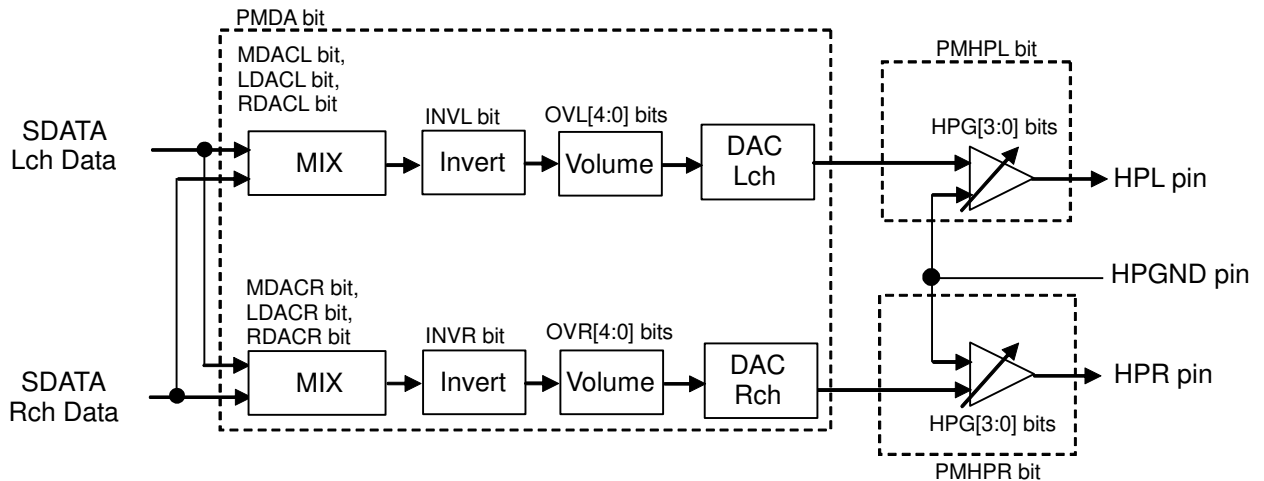 PMDA bit
MDACL bit,
LDACL bit,
RDACL bit
PMHPL bit
SDATA
Lch Data
MIX
INVL bit
Invert
OVL[4:0] bits
Volume
DAC
Lch
HPG[3:0] bits
HPL pin
HPGND pin
MDACR bit,
LDACR bit,
RDACR bit
SDATA
Rch Data
MIX
INVR bit
Invert
OVR[4:0] bits
Volume
DAC
Rch
HPR pin
HPG[3:0] bits
PMHPR bit